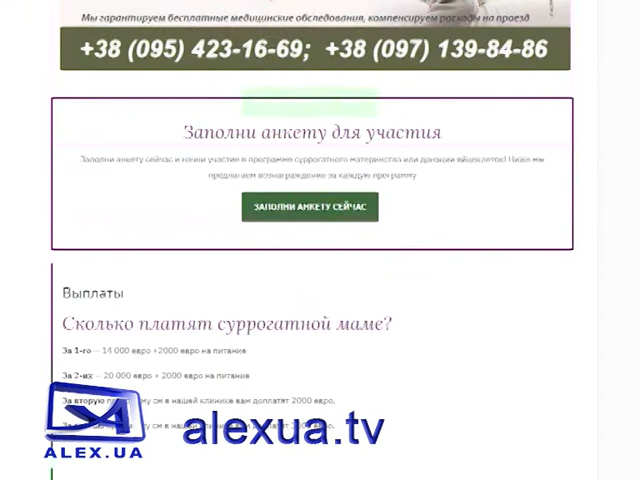 Мы гарантируем бесплатные медицинские обследования, компенсируем расходы на проезд
+38 (095) 423-16-69; +38 (097) 139-84-86
Заполни анкету для участия
Заполни анкету сейчас и начни участие в программе суррогатного материнства или донации яйцеклеток! Ниже мы
предлагаем вознаграждение за каждую программу
ЗАПОЛНИ АНКЕТУ СЕЙЧАС
Выплаты
Сколько платят суррогатной маме?
За 1-го — 14 000 евро +2000 евро на питание
За 2-их — 20 000 евро + 2000 евро на питание
За вторую см в нашей клинике вам доплатят 2000 евро.
см в нашей евро.
alexua.tv
ALEX.UA